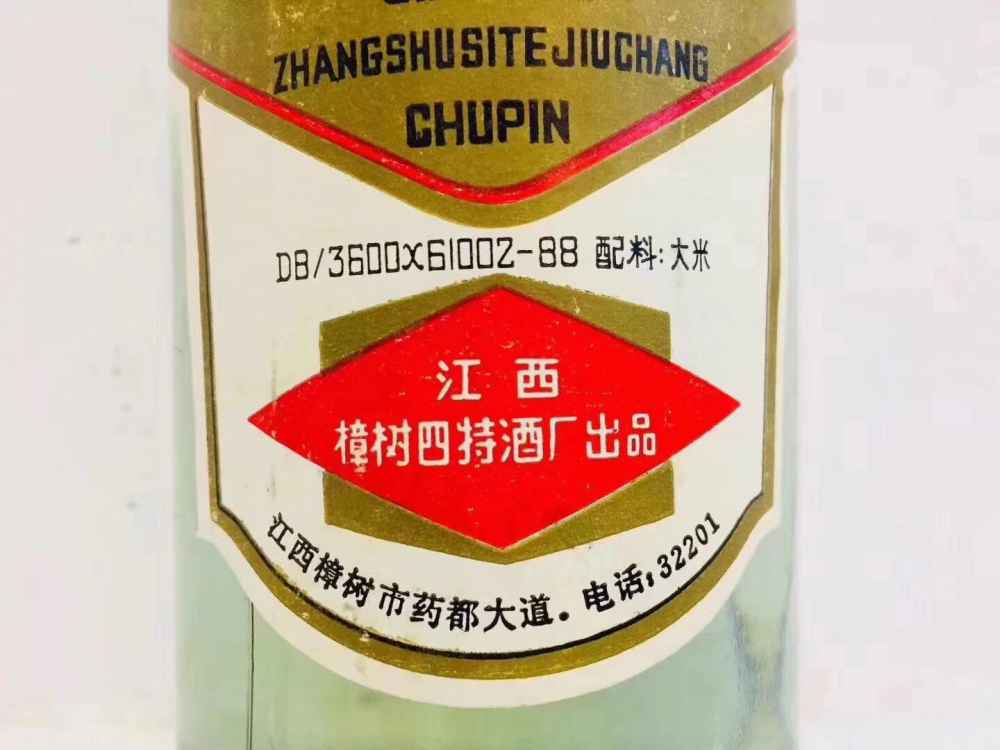 ZHANGSHUSITEJIUCHANG
CHUPIN
DB/3600X61002-88 配料:大米
江西
樟树四特酒厂出品
江西樟树市药都大道.电话:32201